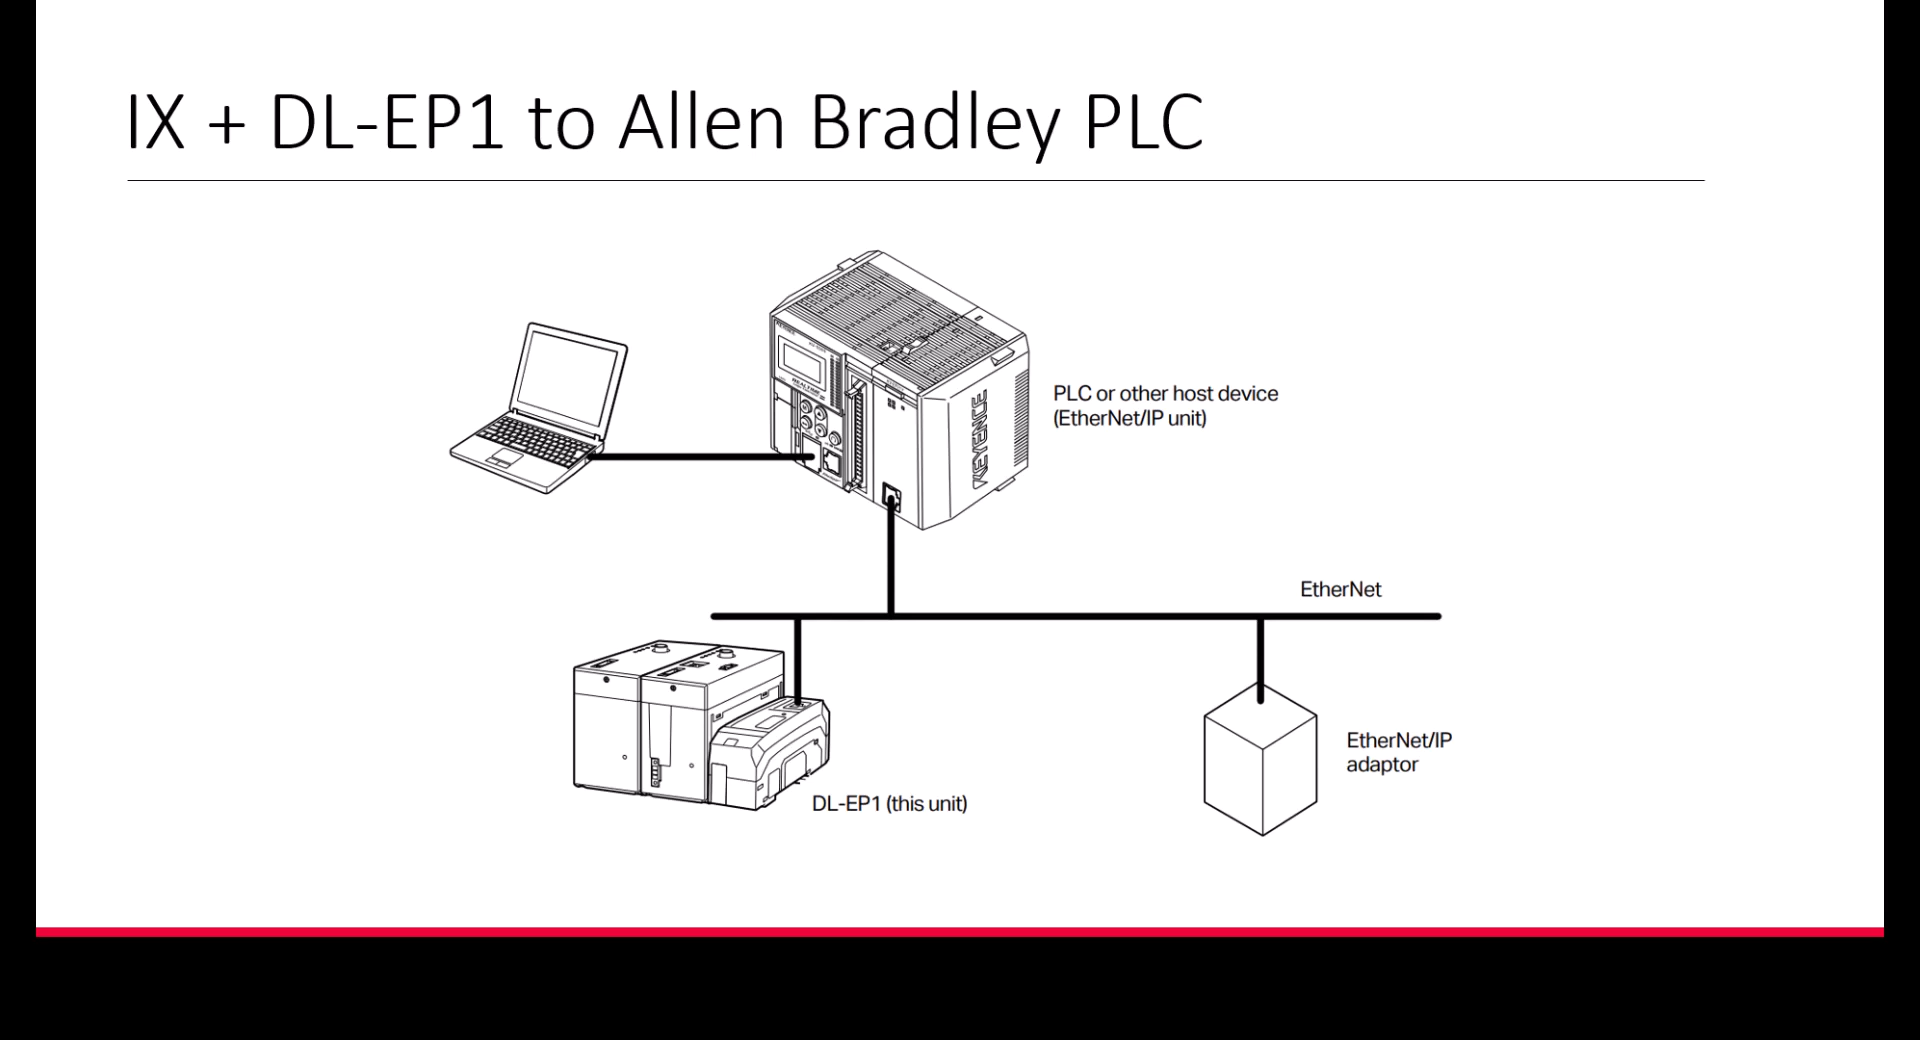 IX + DL-EP1 to Allen Bradley PLC
KEYENCE
PLC or other host device
(EtherNet/IP unit)
EtherNet
EtherNet/IP
adaptor
DL-EP1 (this unit)